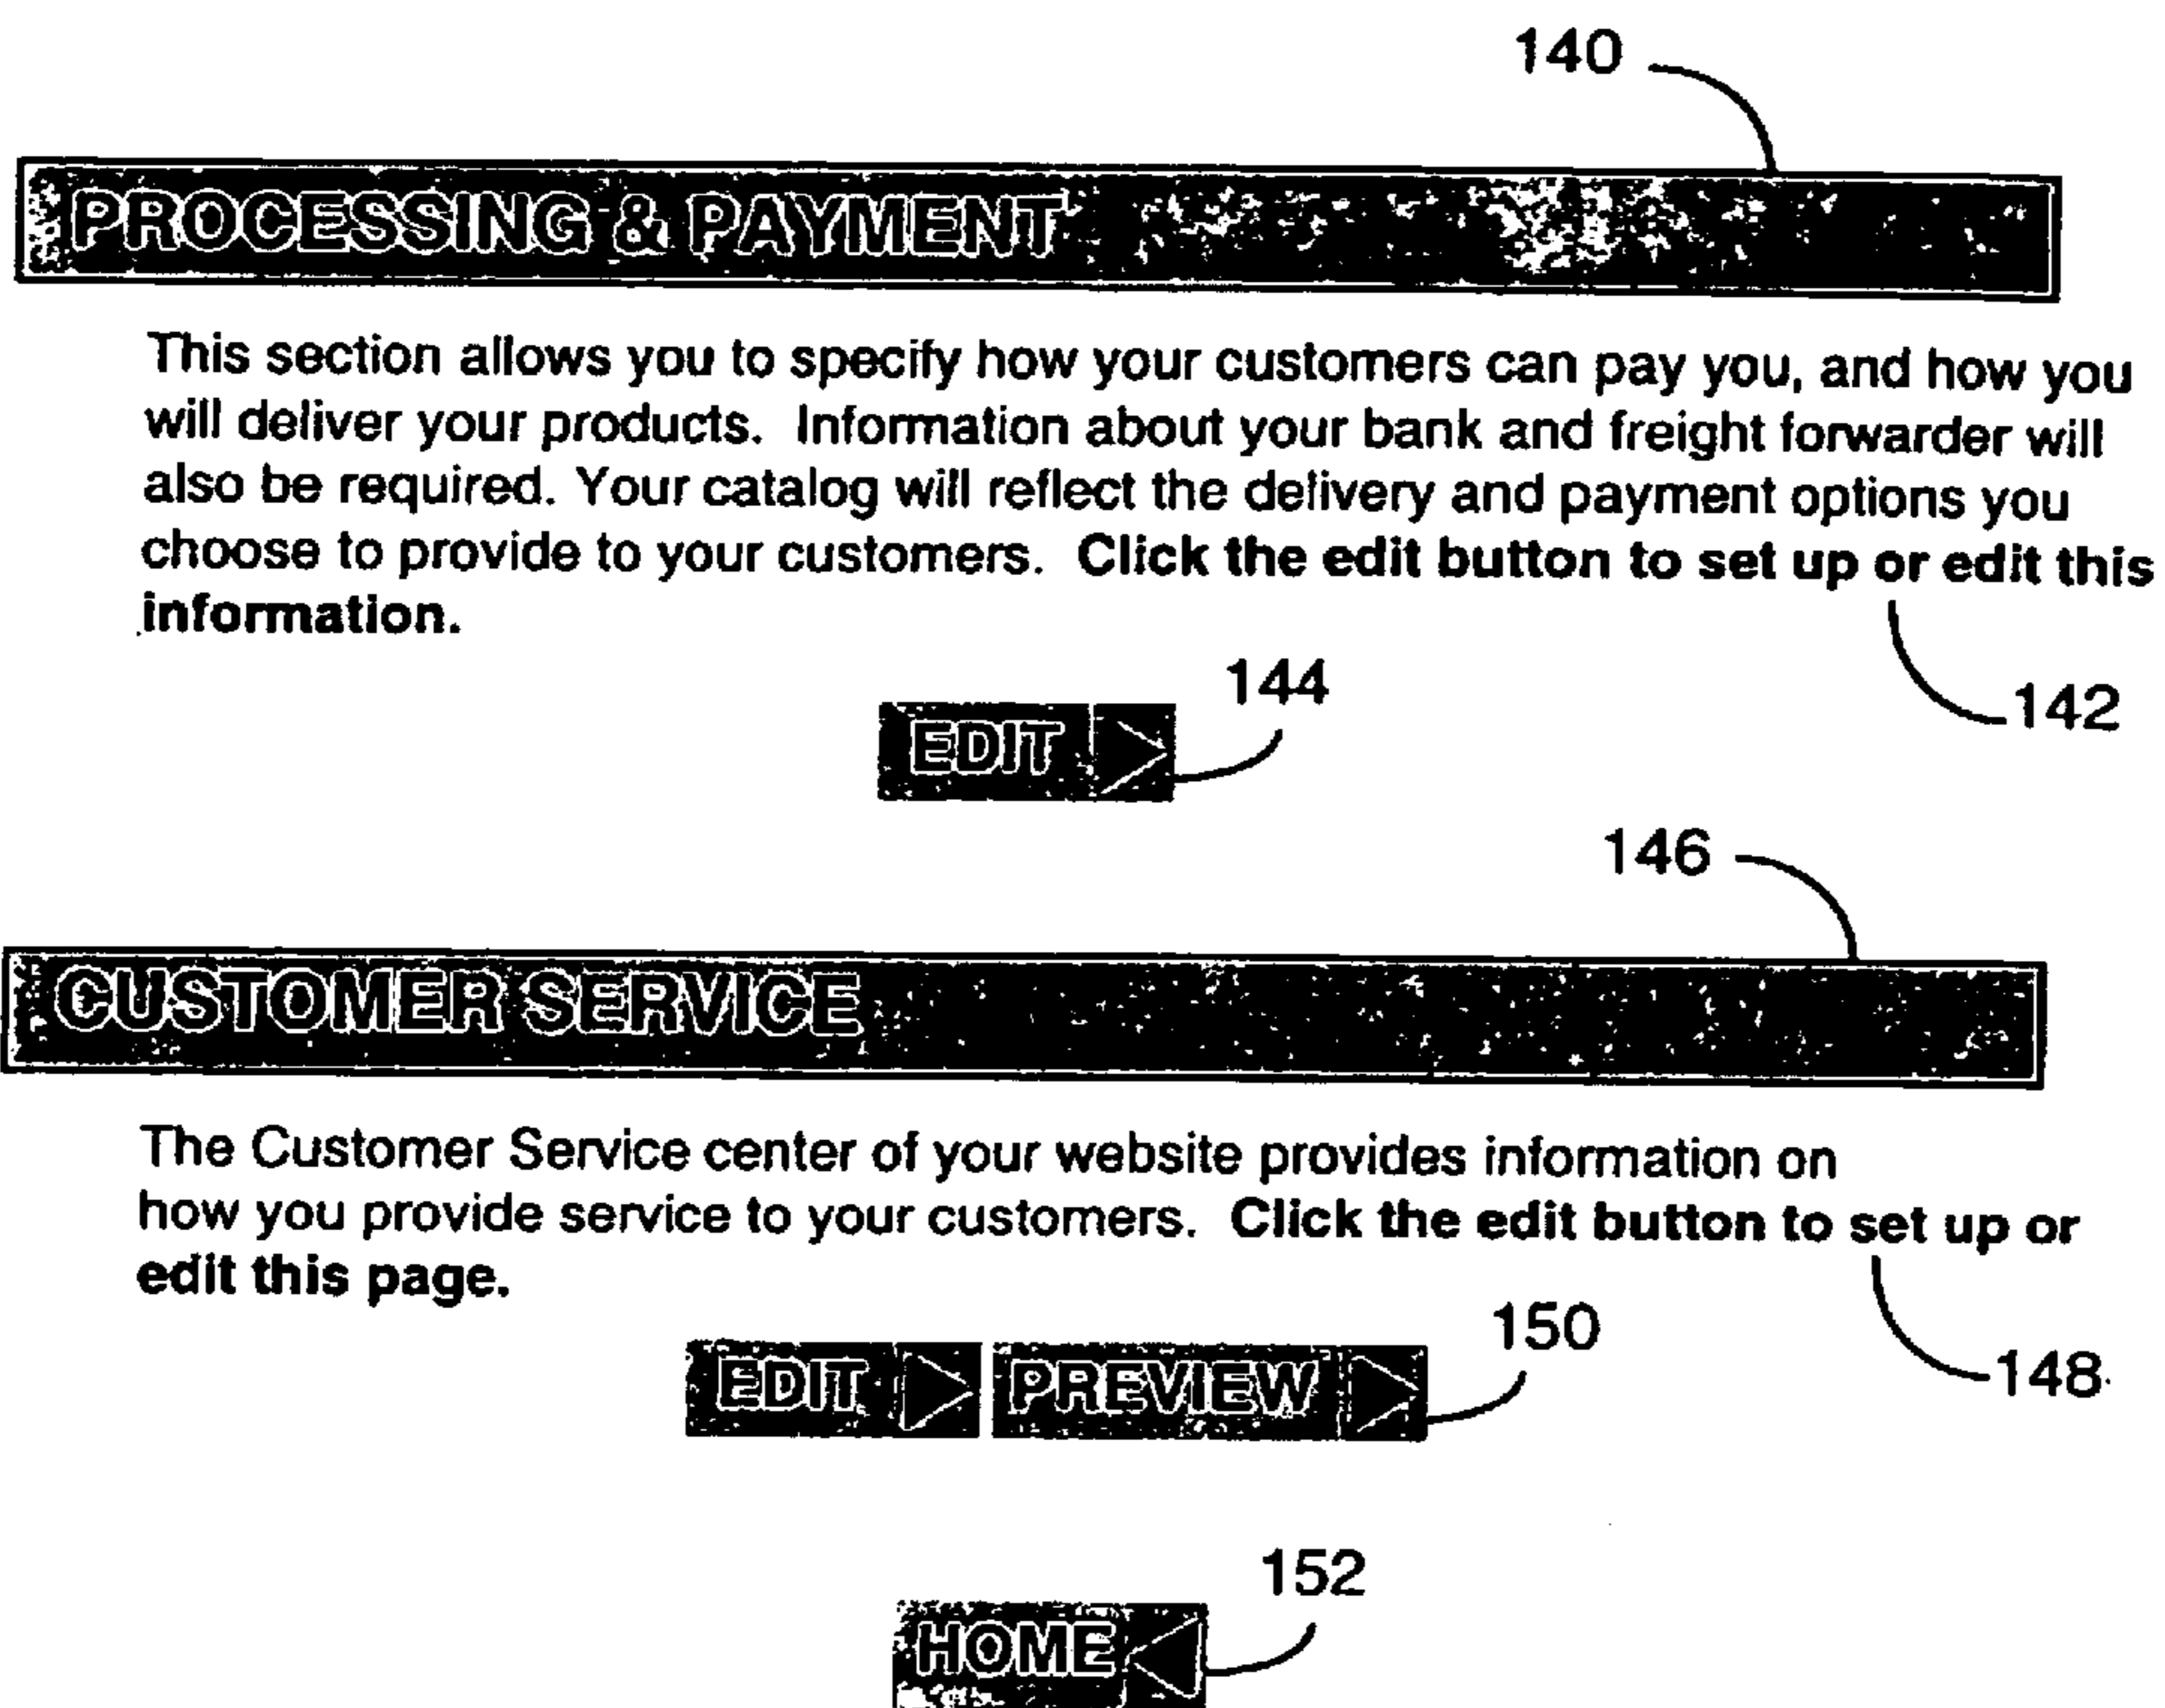 140
PROCESSING & PAYMENT
This section allows you to specify how your customers can pay you, and how you
will deliver your products. Information about your bank and freight forwarder will
also be required. Your catalog will reflect the delivery and payment options you
choose to provide to your customers. Click the edit button to set up or edit this
information.
144
142
EDIT
146
CUSTOMER SERVICE
The Customer Service center of your website provides information on
how you provide service to your customers. Click the edit button to set up or
edit this page.
150
148
EDIT PREVIEW
152
HOME